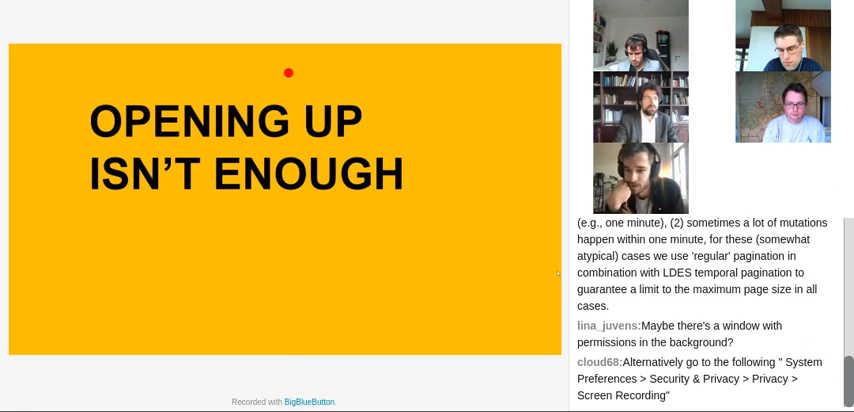 OPENING UP
ISN’T ENOUGH
Recorded with BigBlueButton.
(e.g., one minute), (2) sometimes a lot of mutations
happen within one minute, for these (somewhat
atypical) cases we use 'regular' pagination in
combination with LDES temporal pagination to
guarantee a limit to the maximum page size in all
cases.
lina_juvens:Maybe there's a window with
permissions in the background?
cloud68:Alternatively go to the following " System
Preferences > Security & Privacy > Privacy >
Screen Recording"